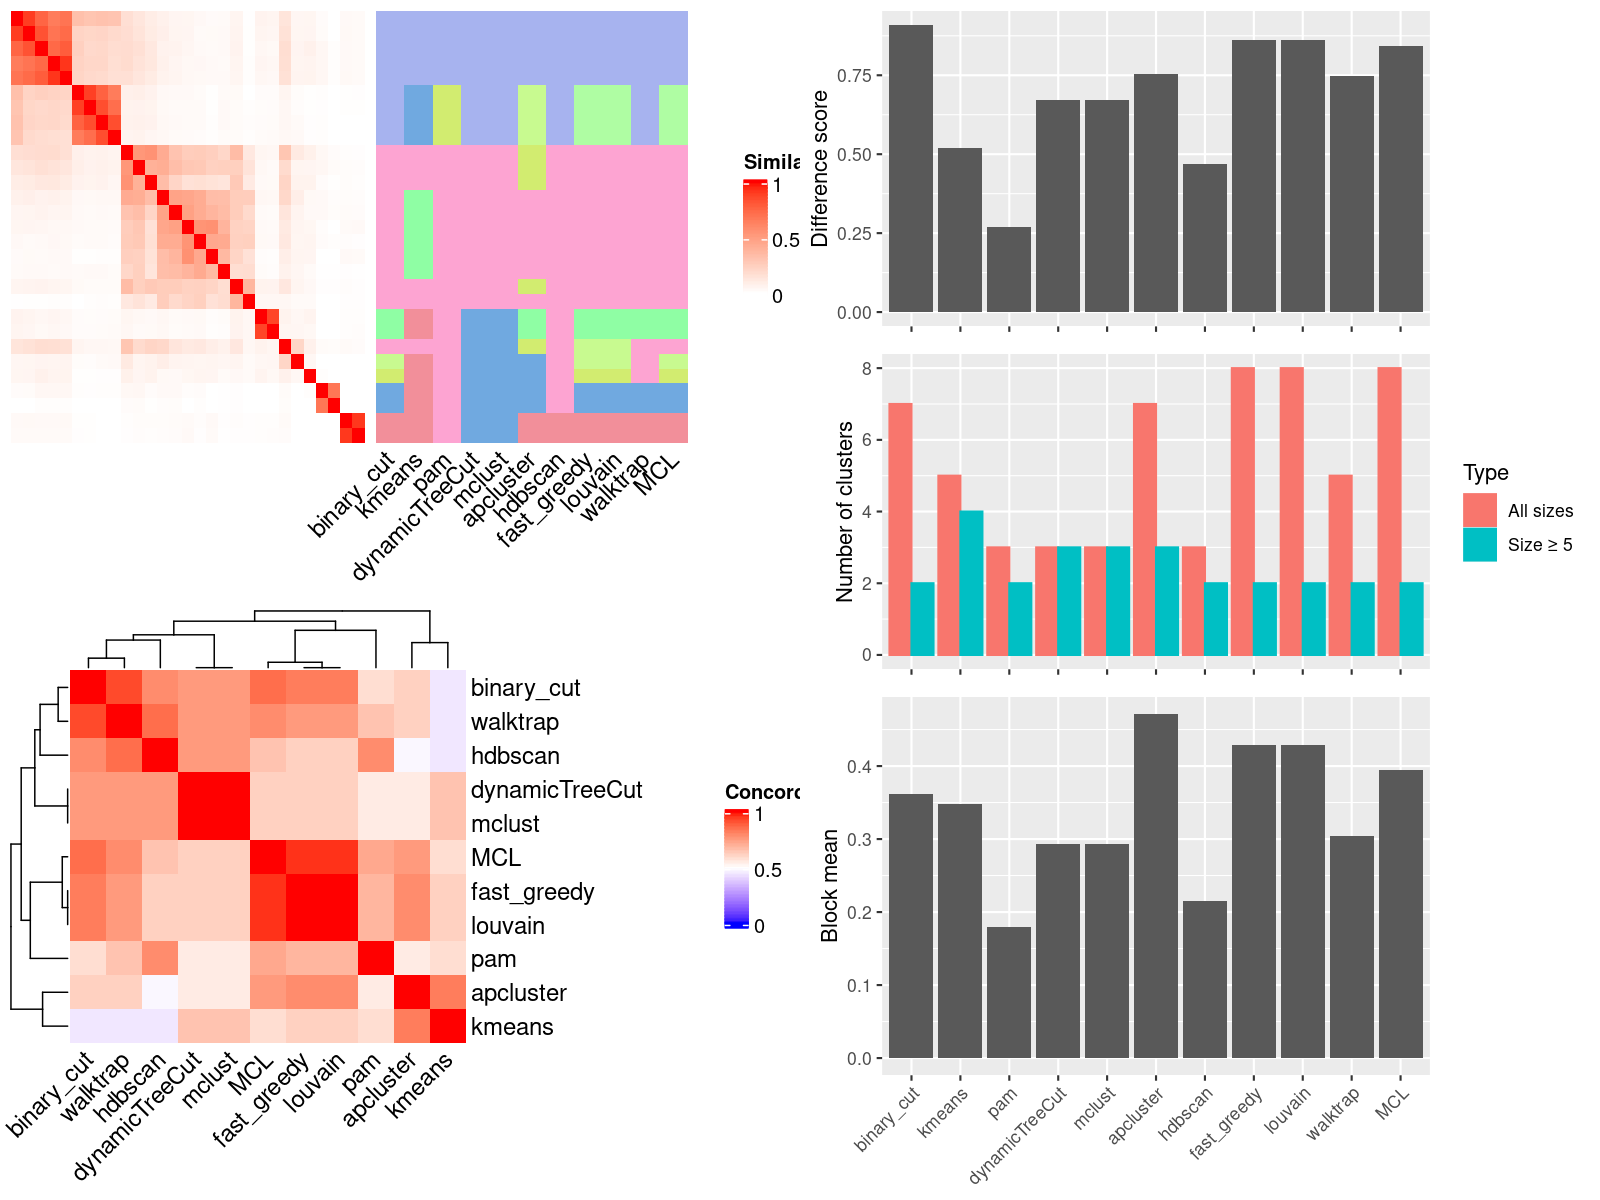 Simila
1
0.5
0
binary_cut
kmeans
pam
dynamicTreeCut
mclust
apcluster
hdbscan
fast_greedy
louvain
walktrap
MCL
binary_cut
walktrap
hdbscan
dynamicTreeCut
mclust
MCL
fast_greedy
louvain
pam
apcluster
kmeans
binary_cut
walktrap
hdbscan
dynamicTreeCut
mclust
MCL
fast_greedy
louvain
pam
apcluster
kmeans
Concorc
1
0.5
0
Difference score
0.75
0.50
0.25
0.00
Number of clusters
8
6
4
2
0
Type
All sizes
Size ≥ 5
Block mean
0.4
0.3
0.2
0.1
0.0
binary_cut
kmeans
pam
dynamicTreeCut
mclust
apcluster
hdbscan
fast_greedy
louvain
walktrap
MCL